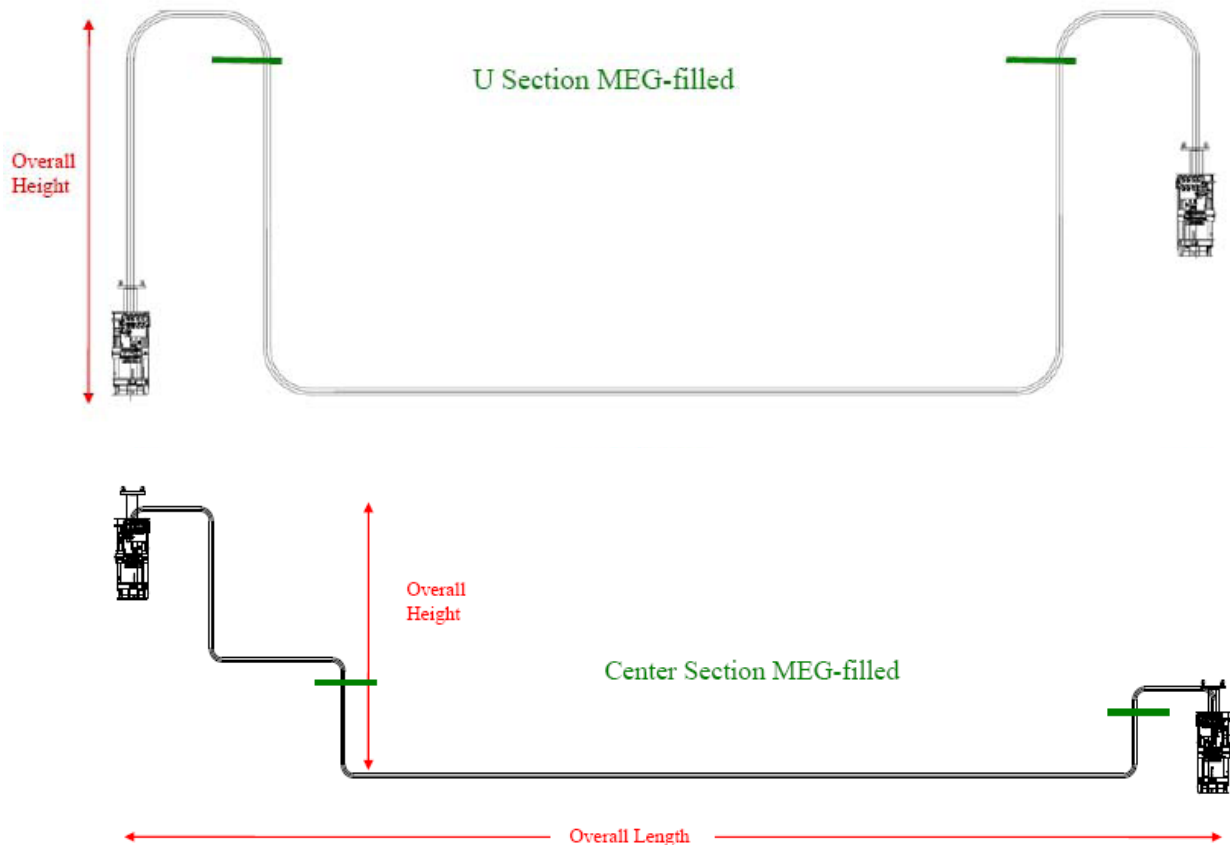 U Section MEG-filled
Overall
Height
Overall
Height
Center Section MEG-filled
Overall Length